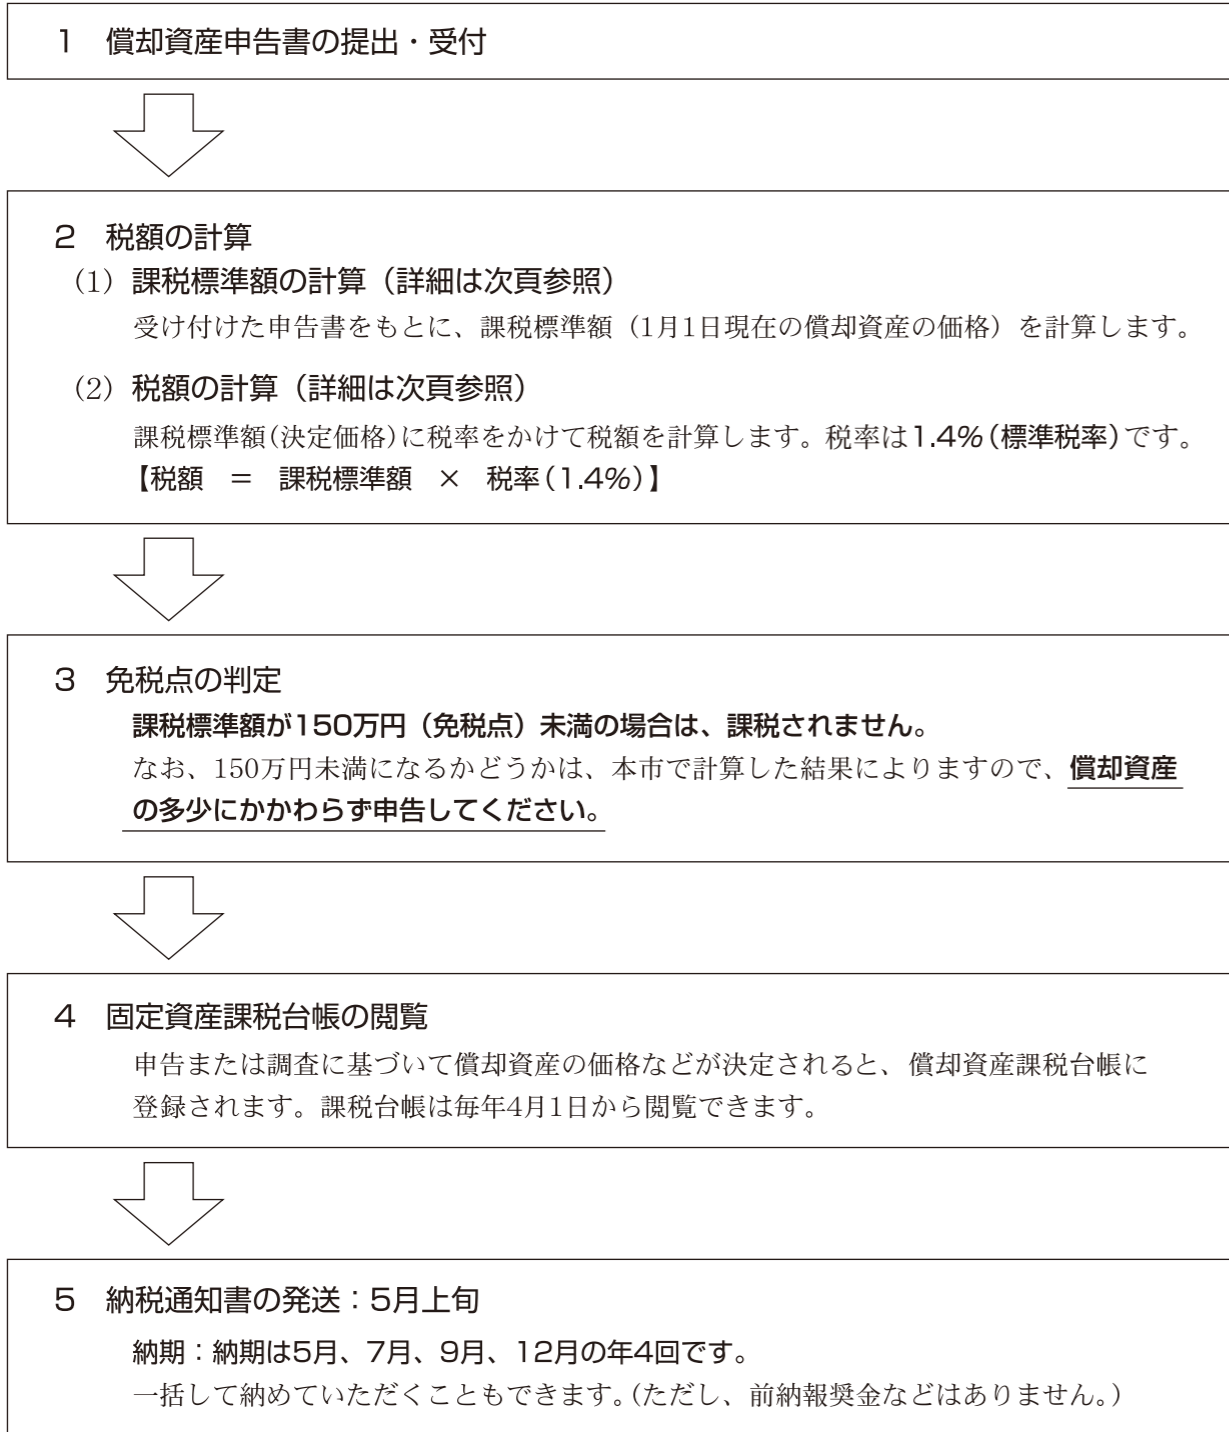 1 償却資産申告書の提出・受付
2 税額の計算
(1) 課税標準額の計算(詳細は次頁参照)
受け付けた申告書をもとに、課税標準額(1月1日現在の償却資産の価格)を計算します。
(2) 税額の計算(詳細は次頁参照)
課税標準額(決定価格)に税率をかけて税額を計算します。税率は1.4%(標準税率)です。
【税額 = 課税標準額 × 税率(1.4%)】
3 免税点の判定
課税標準額が150万円(免税点)未満の場合は、課税されません。
なお、150万円未満になるかどうかは、本市で計算した結果によりますので、償却資産
の多少にかかわらず申告してください。
4 固定資産課税台帳の閲覧
申告または調査に基づいて償却資産の価格などが決定されると、償却資産課税台帳に
登録されます。課税台帳は毎年4月1日から閲覧できます。
5 納税通知書の発送：5月上旬
納期：納期は5月、7月、9月、12月の年4回です。
一括して納めていただくこともできます。(ただし、前納報奨金などはありません。)